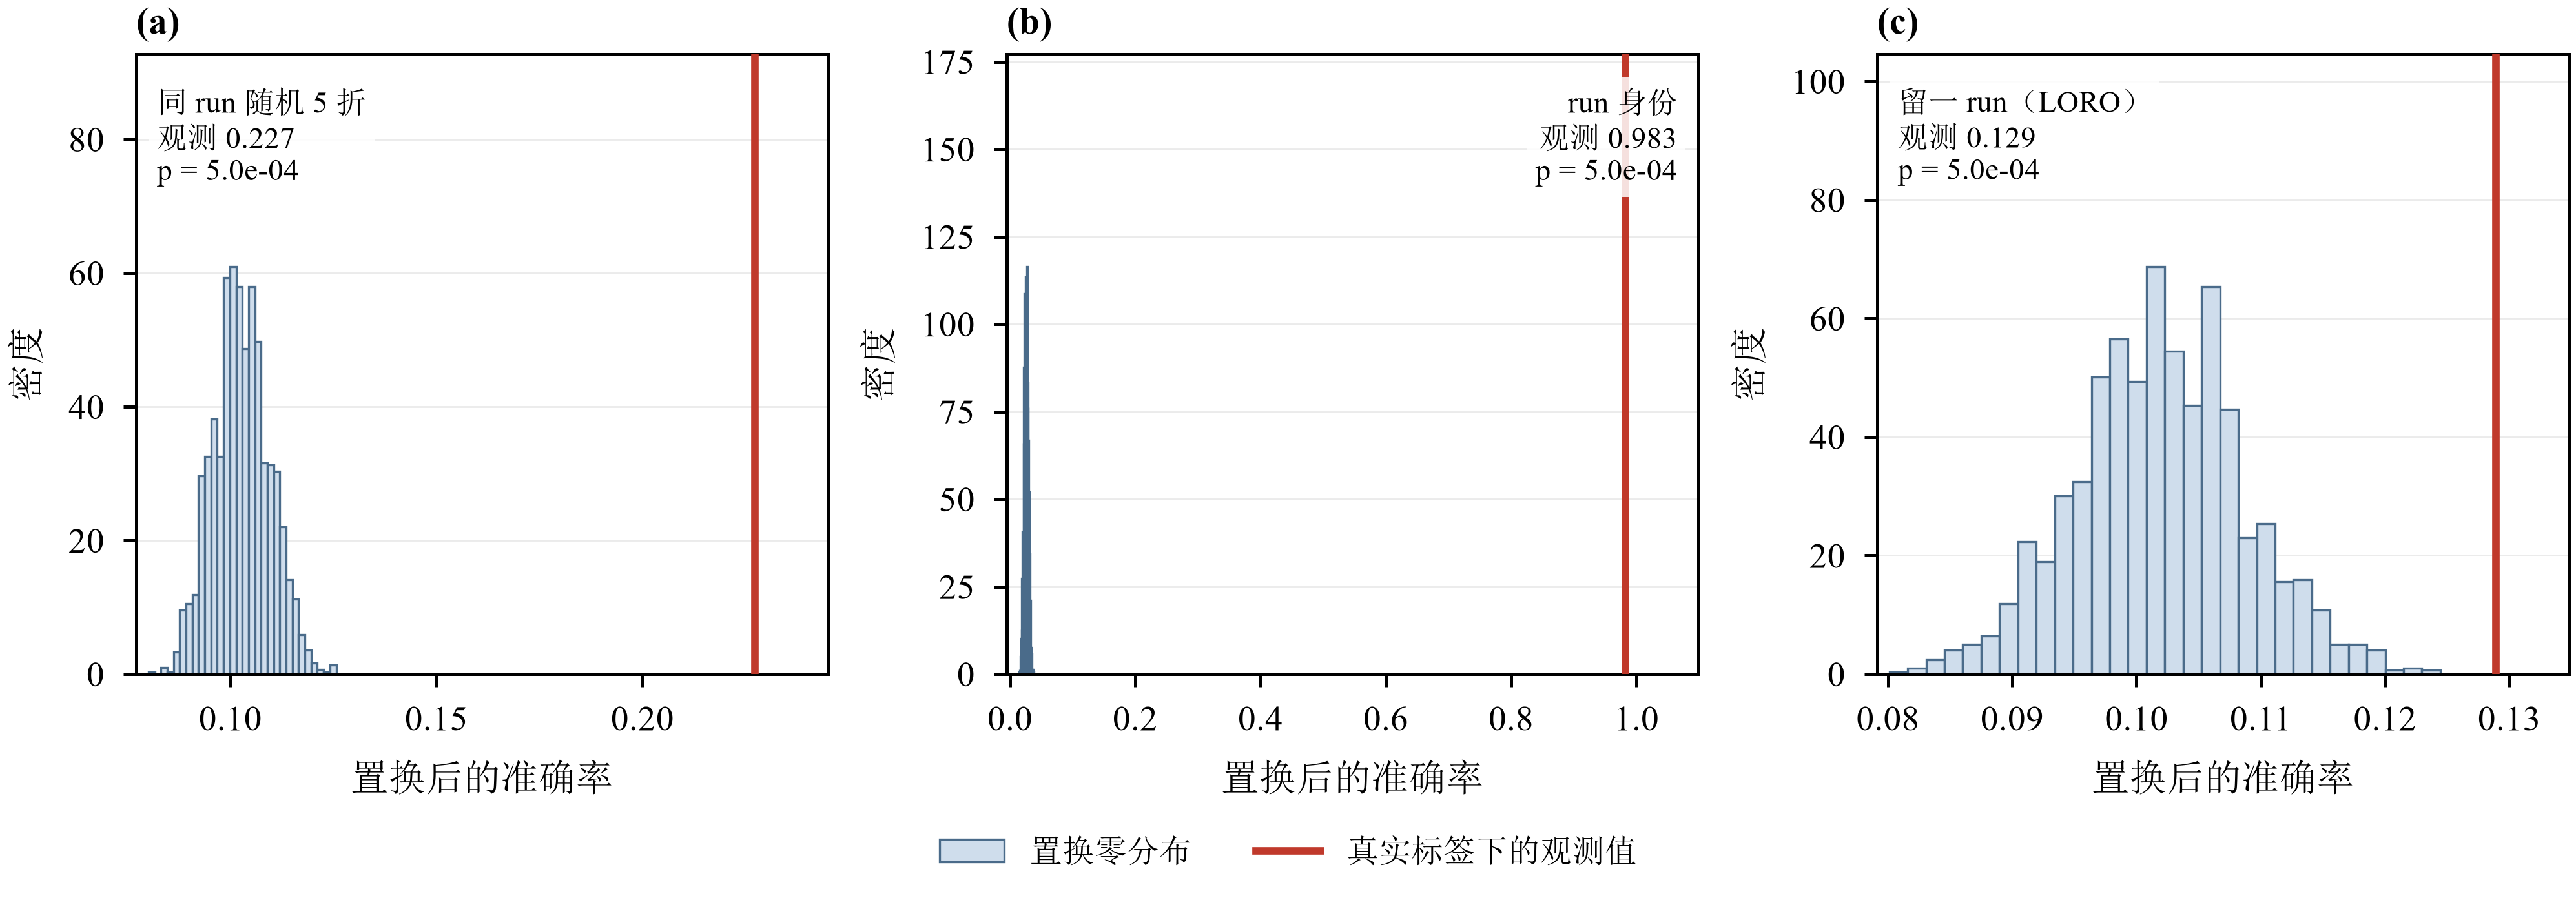 (a)
同 run 随机 5 折
观测 0.227
p = 5.0e-04
80
60
40
20
0
密度
0.10 0.15 0.20
置换后的准确率
(b)
run 身份
观测 0.983
p = 5.0e-04
175
150
125
100
75
50
25
0
密度
0.0 0.2 0.4 0.6 0.8 1.0
置换后的准确率
(c)
留一 run（LORO）
观测 0.129
p = 5.0e-04
100
80
60
40
20
0
密度
0.08 0.09 0.10 0.11 0.12 0.13
置换后的准确率
置换零分布
真实标签下的观测值